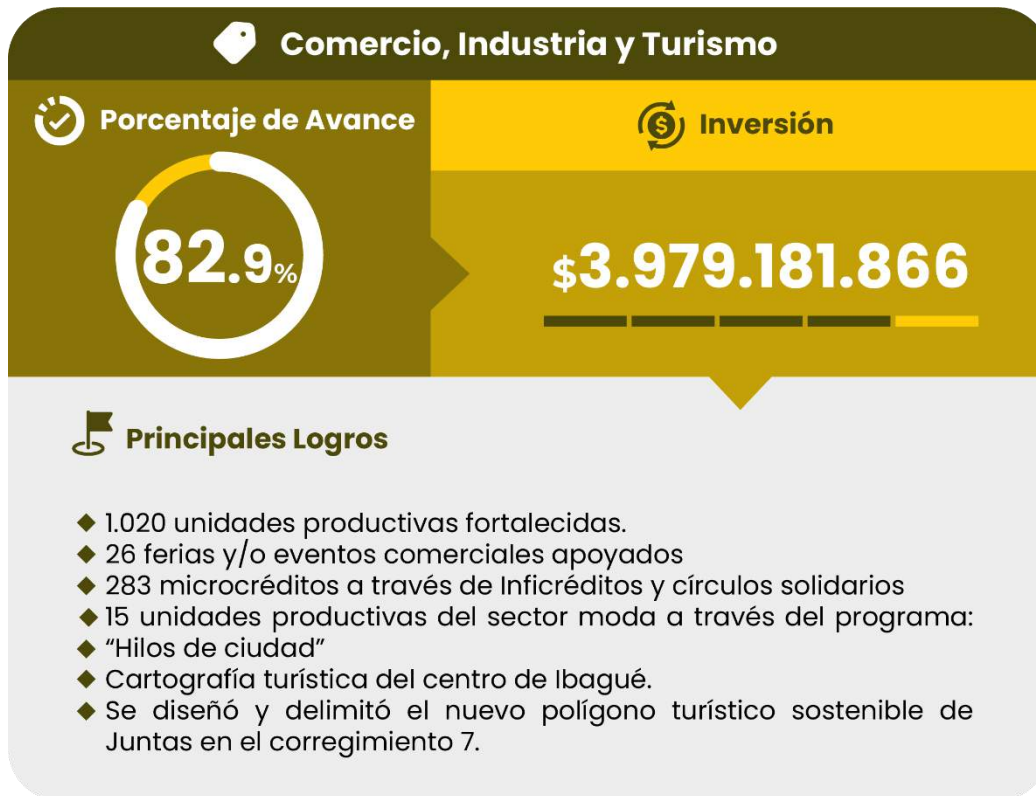 Comercio, Industria y Turismo
Porcentaje de Avance
82.9%
Inversión
$3.979.181.866
Principales Logros
◆ 1.020 unidades productivas fortalecidas.
◆ 26 ferias y/o eventos comerciales apoyados
◆ 283 microcréditos a través de Inficréditos y círculos solidarios
◆ 15 unidades productivas del sector moda a través del programa:
◆ “Hilos de ciudad”
◆ Cartografía turística del centro de Ibagué.
◆ Se diseñó y delimitó el nuevo polígono turístico sostenible de
Juntas en el corregimiento 7.